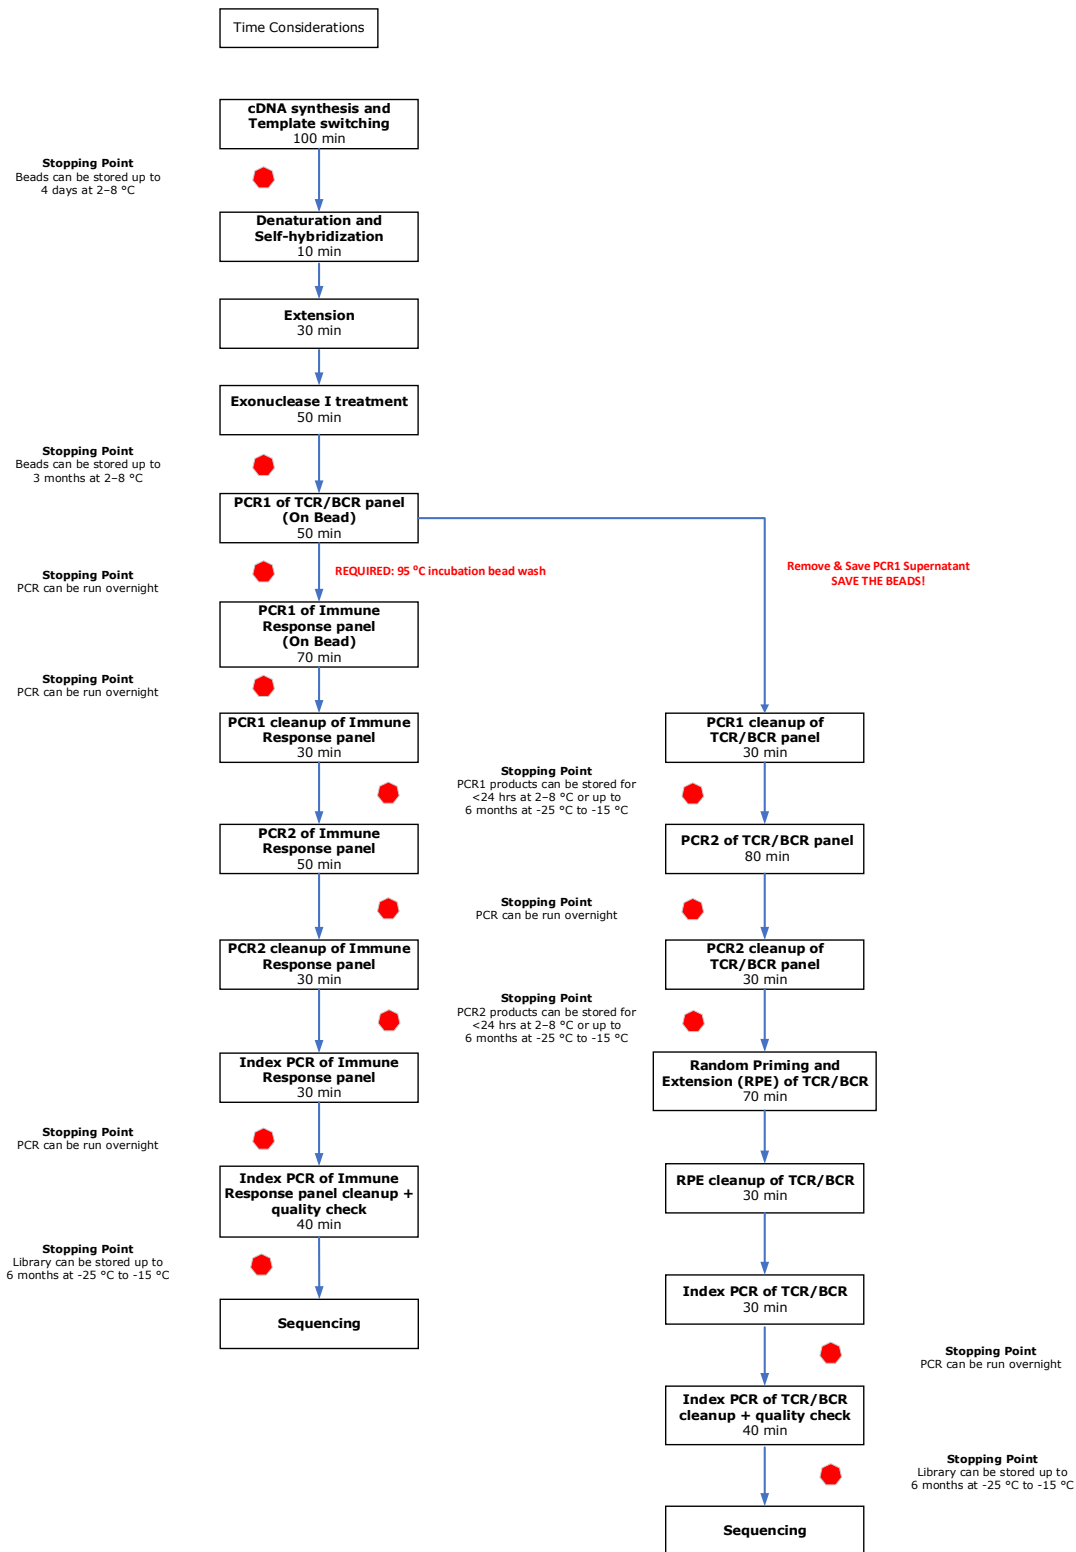 Time Considerations
cDNA synthesis and
Template switching
100 min
Stopping Point
Beads can be stored up to
4 days at 2–8 °C
Denaturation and
Self-hybridization
10 min
Extension
30 min
Exonuclease I treatment
50 min
Stopping Point
Beads can be stored up to
3 months at 2–8 °C
PCR1 of TCR/BCR panel
(On Bead)
50 min
Stopping Point
PCR can be run overnight
REQUIRED: 95 °C incubation bead wash
Remove & Save PCR1 Supernatant
SAVE THE BEADS!
PCR1 of Immune
Response panel
(On Bead)
70 min
Stopping Point
PCR can be run overnight
PCR1 cleanup of Immune
Response panel
30 min
PCR1 cleanup of
TCR/BCR panel
30 min
Stopping Point
PCR1 products can be stored for
<24 hrs at 2–8 °C or up to
6 months at -25 °C to -15 °C
PCR2 of Immune
Response panel
50 min
PCR2 of TCR/BCR panel
80 min
Stopping Point
PCR can be run overnight
PCR2 cleanup of Immune
Response panel
30 min
PCR2 cleanup of
TCR/BCR panel
30 min
Stopping Point
PCR2 products can be stored for
<24 hrs at 2–8 °C or up to
6 months at -25 °C to -15 °C
Index PCR of Immune
Response panel
30 min
Random Priming and
Extension (RPE) of TCR/BCR
70 min
Stopping Point
PCR can be run overnight
Index PCR of Immune
Response panel cleanup +
quality check
40 min
RPE cleanup of TCR/BCR
30 min
Stopping Point
Library can be stored up to
6 months at -25 °C to -15 °C
Index PCR of TCR/BCR
30 min
Sequencing
Stopping Point
PCR can be run overnight
Index PCR of TCR/BCR
cleanup + quality check
40 min
Stopping Point
Library can be stored up to
6 months at -25 °C to -15 °C
Sequencing